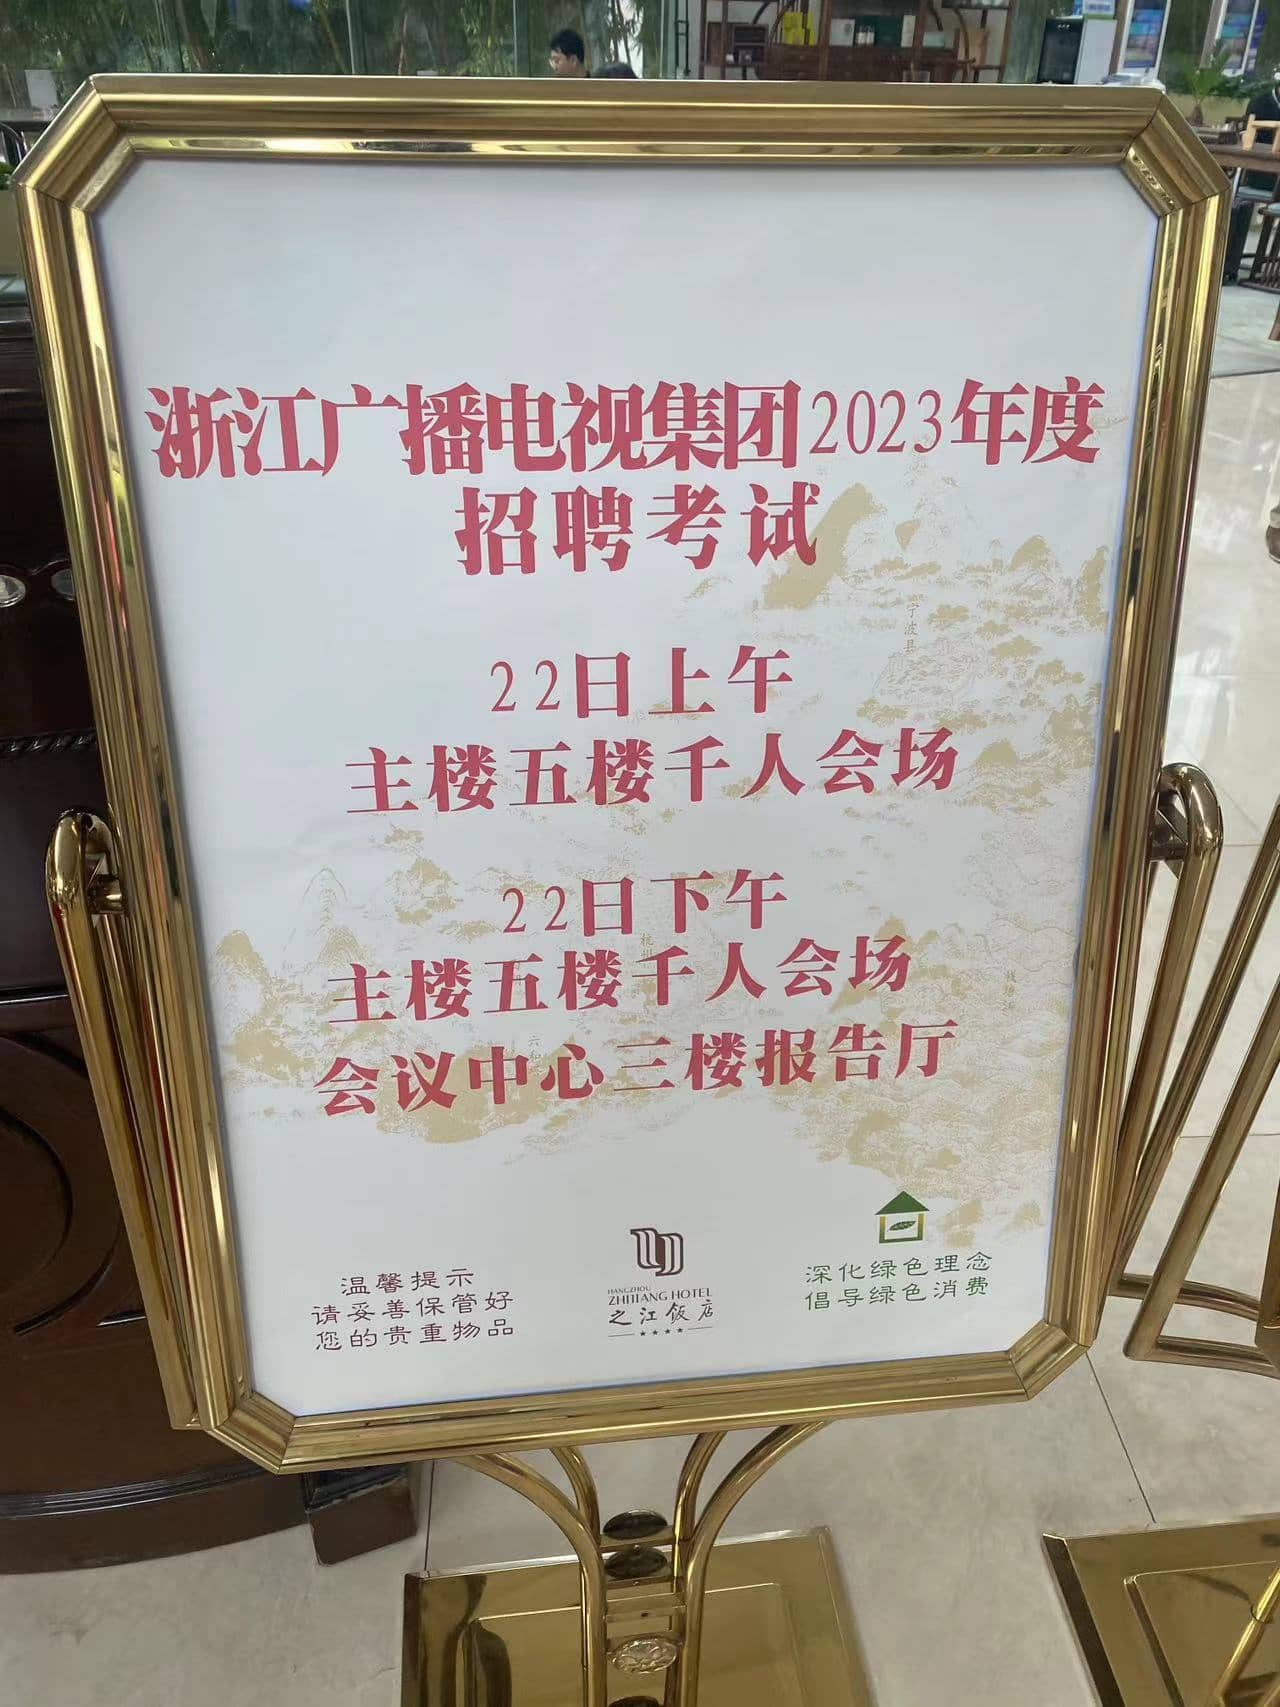 浙江广播电视集团2023年度
招聘考试
22日上午
主楼五楼千人会场
22日下午
主楼五楼千人会场
会议中心三楼报告厅
温馨提示
请妥善保管好
您的贵重物品
HANGZHOU
ZHIJIANG HOTEL
之江饭店
深化绿色理念
倡导绿色消费
宁波县